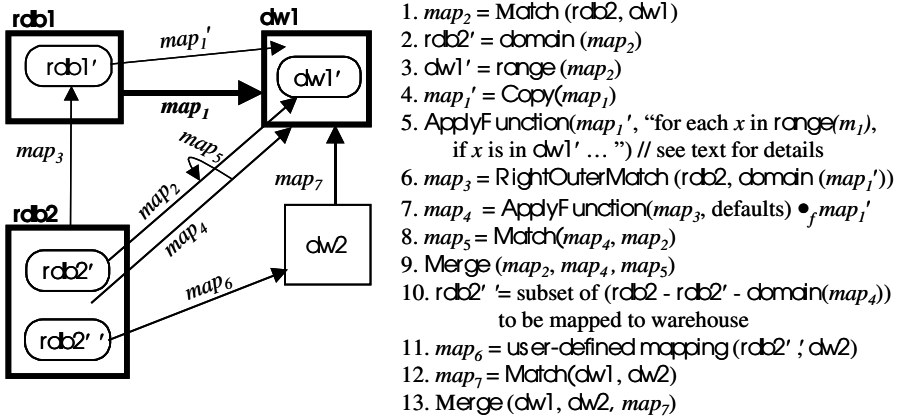 rdb1
dw1
map1'
rdb1'
dw1'
map1
map3
map5
map2
map7
rdb2
map4
rdb2'
dw2
map6
rdb2' '
1. map2 = Match (rdb2, dw1)
2. rdb2' = domain (map2)
3. dw1' = range (map2)
4. map1' = Copy(map1)
5. ApplyFunction(map1', “for each x in range(m1),
if x is in dw1' … ”) // see text for details
6. map3 = RightOuterMatch (rdb2, domain (map1'))
7. map4 = ApplyFunction(map3, defaults) •f map1'
8. map5 = Match(map4, map2)
9. Merge (map2, map4, map5)
10. rdb2' ' = subset of (rdb2 - rdb2' - domain(map4))
to be mapped to warehouse
11. map6 = user-defined mapping (rdb2' ', dw2)
12. map7 = Match(dw1, dw2)
13. Merge (dw1, dw2, map7)